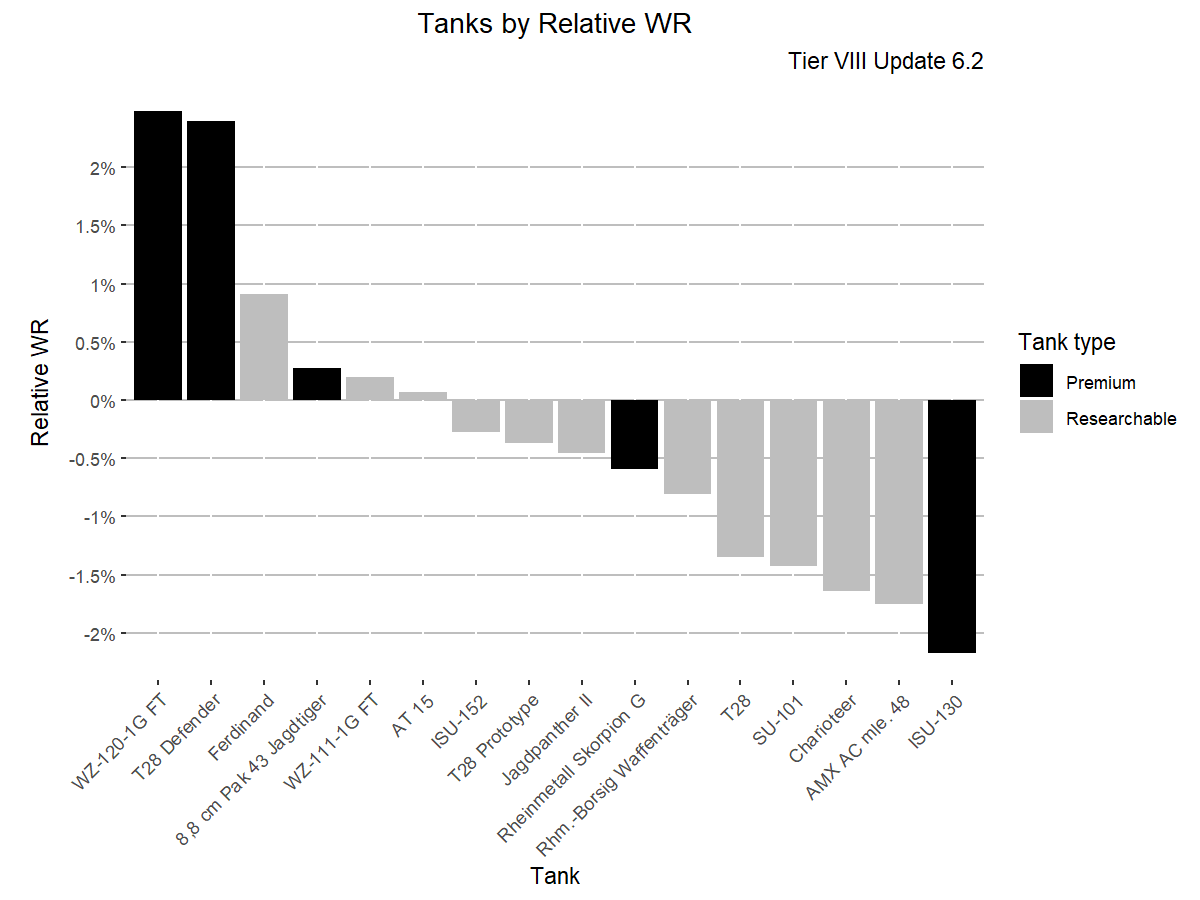 Tanks by Relative WR
Tier VIII Update 6.2
Relative WR
2%
1.5%
1%
0.5%
0%
-0.5%
-1%
-1.5%
-2%
WZ-120-1G FT
T28 Defender
Ferdinand
8,8 cm Pak 43 Jagdtiger
WZ-111-1G FT
AT 15
ISU-152
T28 Prototype
Jagdpanther II
Rheinmetall Skorpion G
Rhm.-Borsig Waffenträger
T28
SU-101
Charioteer
AMX AC mle. 48
ISU-130
Tank
Tank type
Premium
Researchable